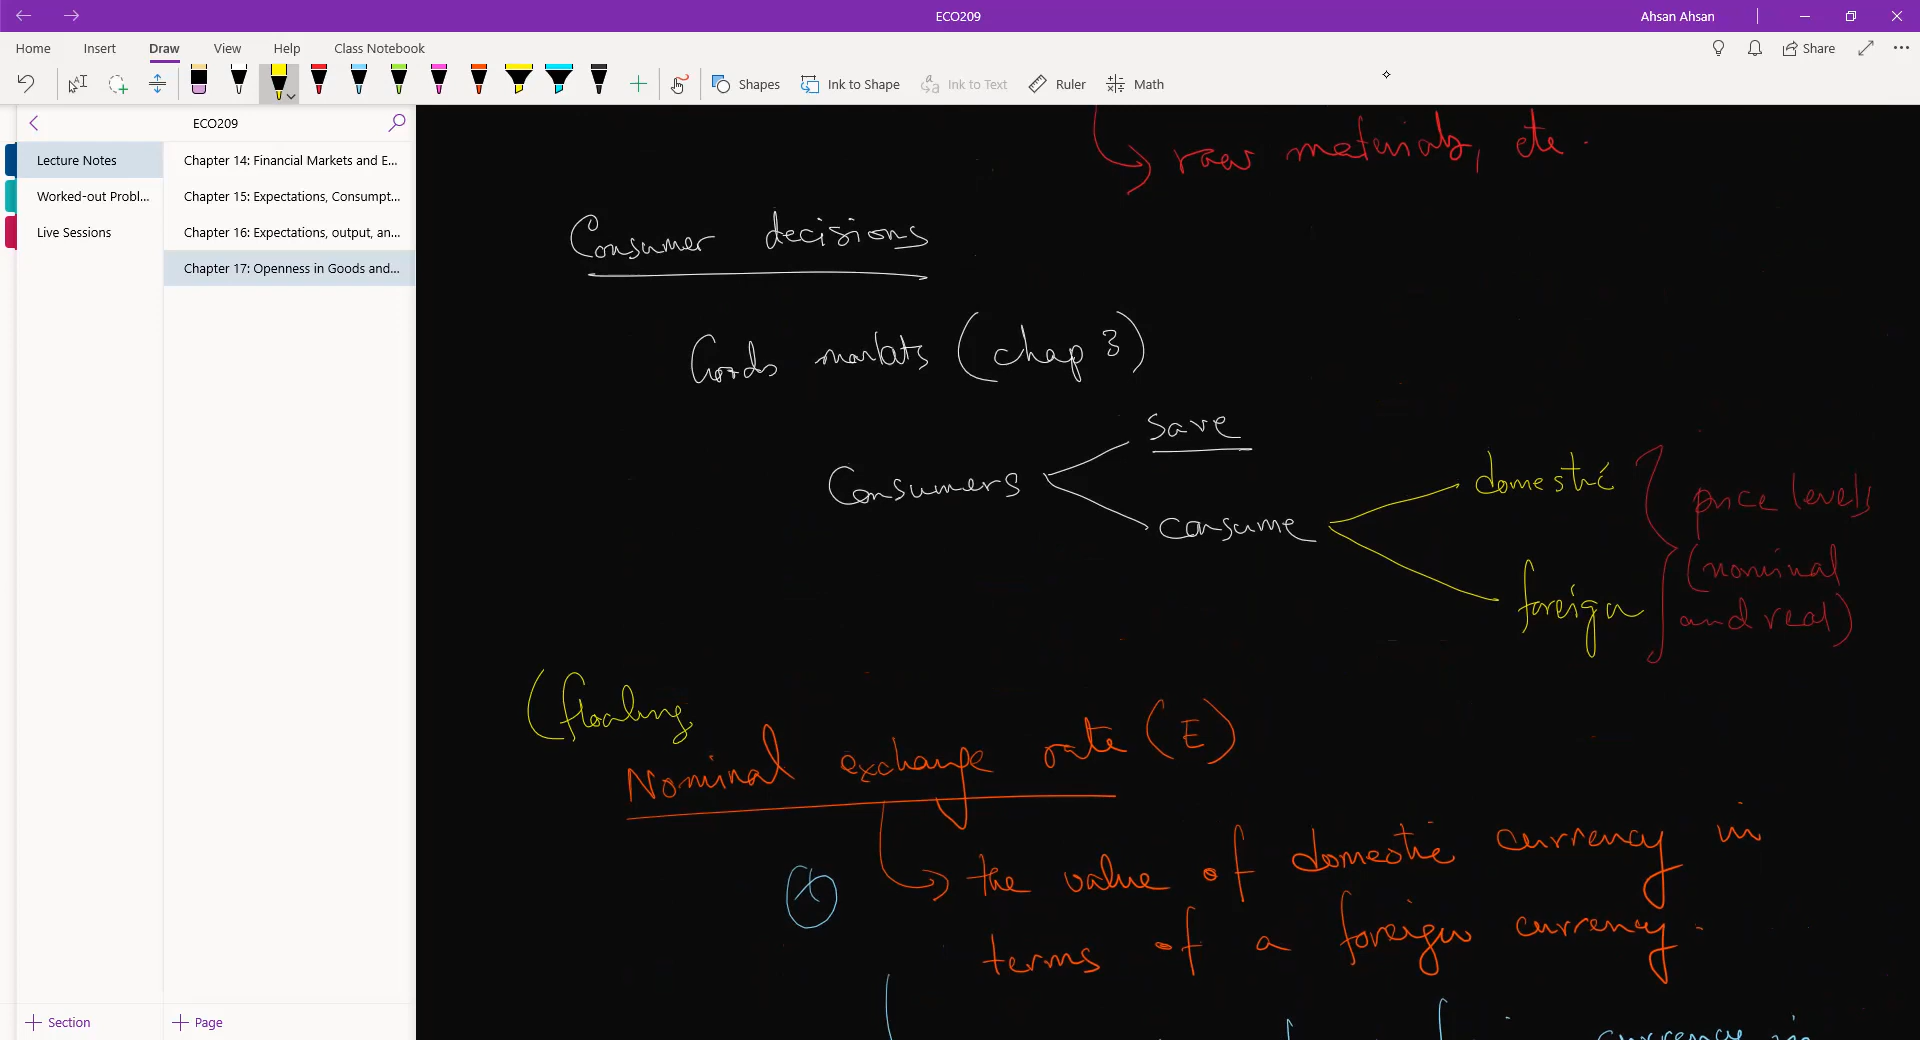 ECO209
Ahsan Ahsan
Home Insert Draw View Help Class Notebook
Share
Shapes Ink to Shape Ink to Text Ruler Math
ECO209
Lecture Notes
Worked-out Probl...
Live Sessions
Chapter 14: Financial Markets and E...
Chapter 15: Expectations, Consumpt...
Chapter 16: Expectations, output, an...
Chapter 17: Openness in Goods and...
Section
Page
raw materials, etc.
Consumer decisions
Goods markets (chap 3)
Consumers
save
consume
domestic
foreign
price levels
(nominal
and real)
(floating
Nominal exchange rate (E)
the value of domestic currency in
terms of a foreign currency.
currency in